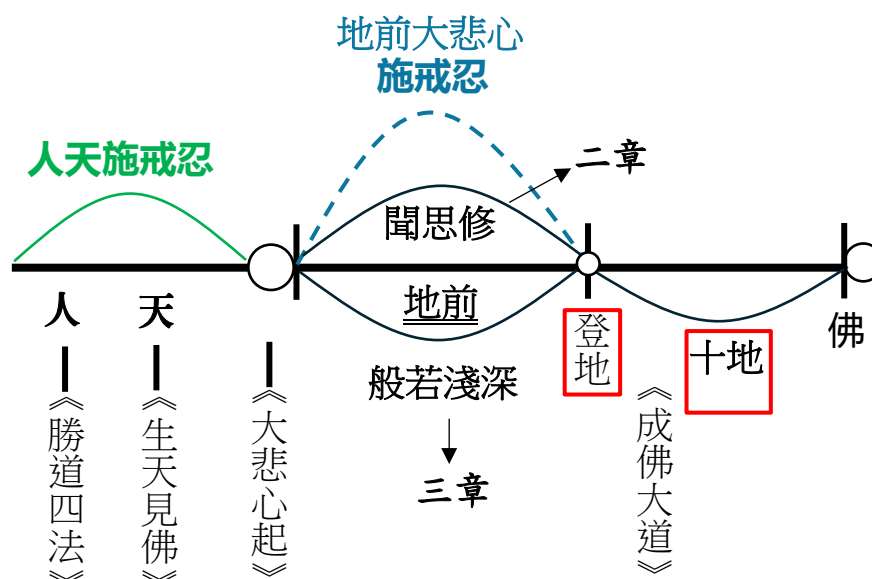 地前大悲心
施戒忍
人天施戒忍
二章
聞思修
地前
般若淺深
三章
人
天
登地
十地
佛
《勝道四法》
《生天見佛》
《大悲心起》
《成佛大道》